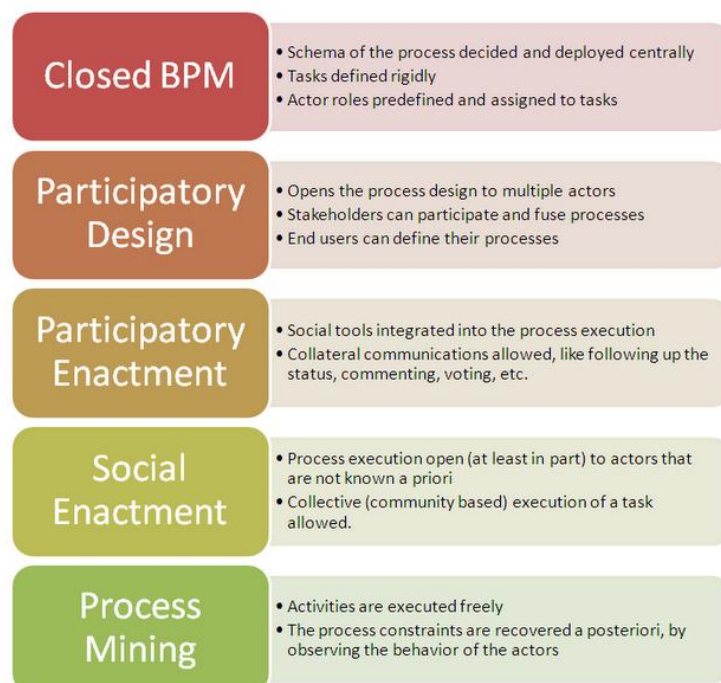 Closed BPM
• Schema of the process decided and deployed centrally
• Tasks defined rigidly
• Actor roles predefined and assigned to tasks
Participatory
Design
• Opens the process design to multiple actors
• Stakeholders can participate and fuse processes
• End users can define their processes
Participatory
Enactment
• Social tools integrated into the process execution
• Collateral communications allowed, like following up the
status, commenting, voting, etc.
Social
Enactment
• Process execution open (at least in part) to actors that
are not known a priori
• Collective (community based) execution of a task
allowed.
Process
Mining
• Activities are executed freely
• The process constraints are recovered a posteriori, by
observing the behavior of the actors